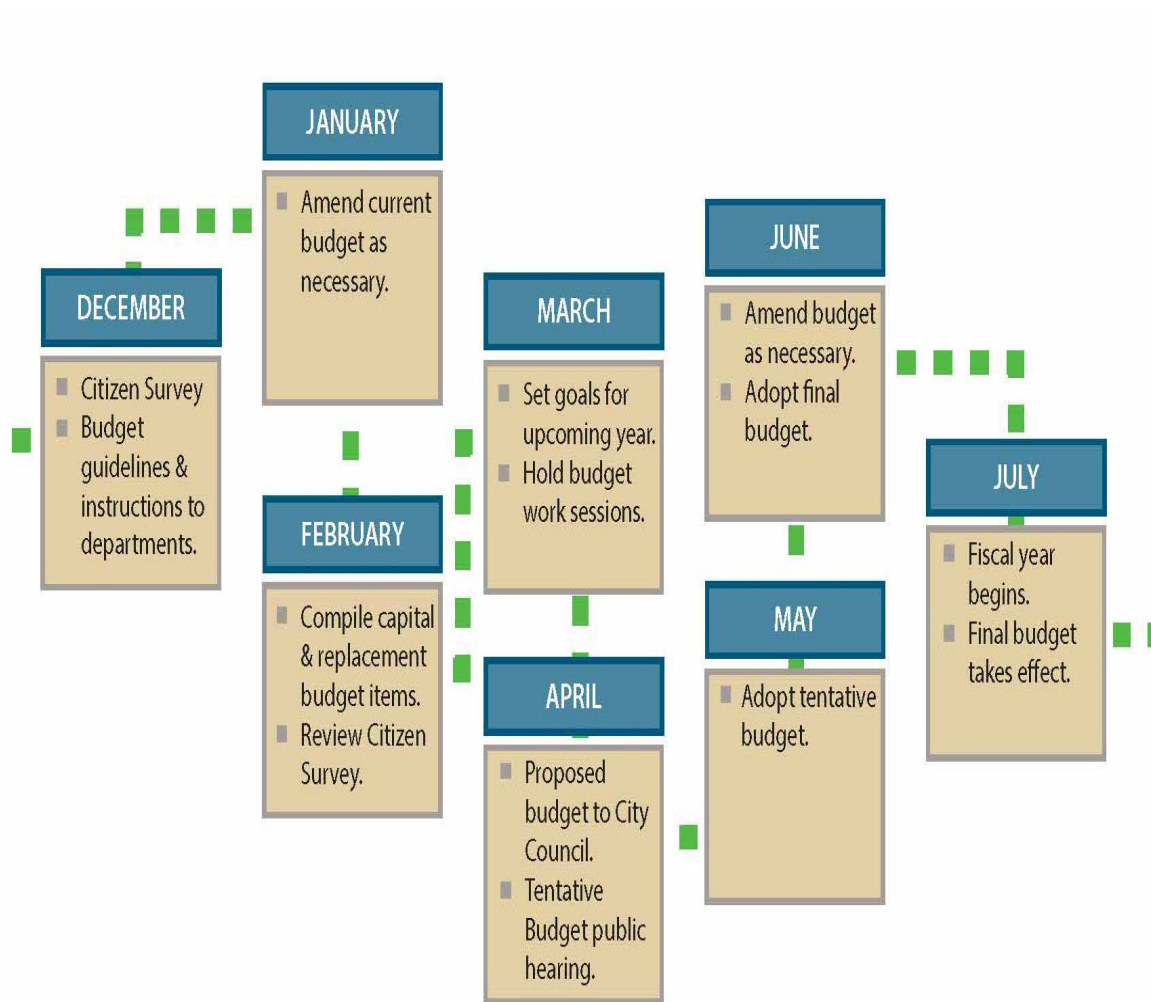 DECEMBER
Citizen Survey
Budget
guidelines &
instructions to
departments.
JANUARY
Amend current
budget as
necessary.
FEBRUARY
Compile capital
& replacement
budget items.
Review Citizen
Survey.
MARCH
Set goals for
upcoming year.
Hold budget
work sessions.
APRIL
Proposed
budget to City
Council.
Tentative
Budget public
hearing.
MAY
Adopt tentative
budget.
JUNE
Amend budget
as necessary.
Adopt final
budget.
JULY
Fiscal year
begins.
Final budget
takes effect.